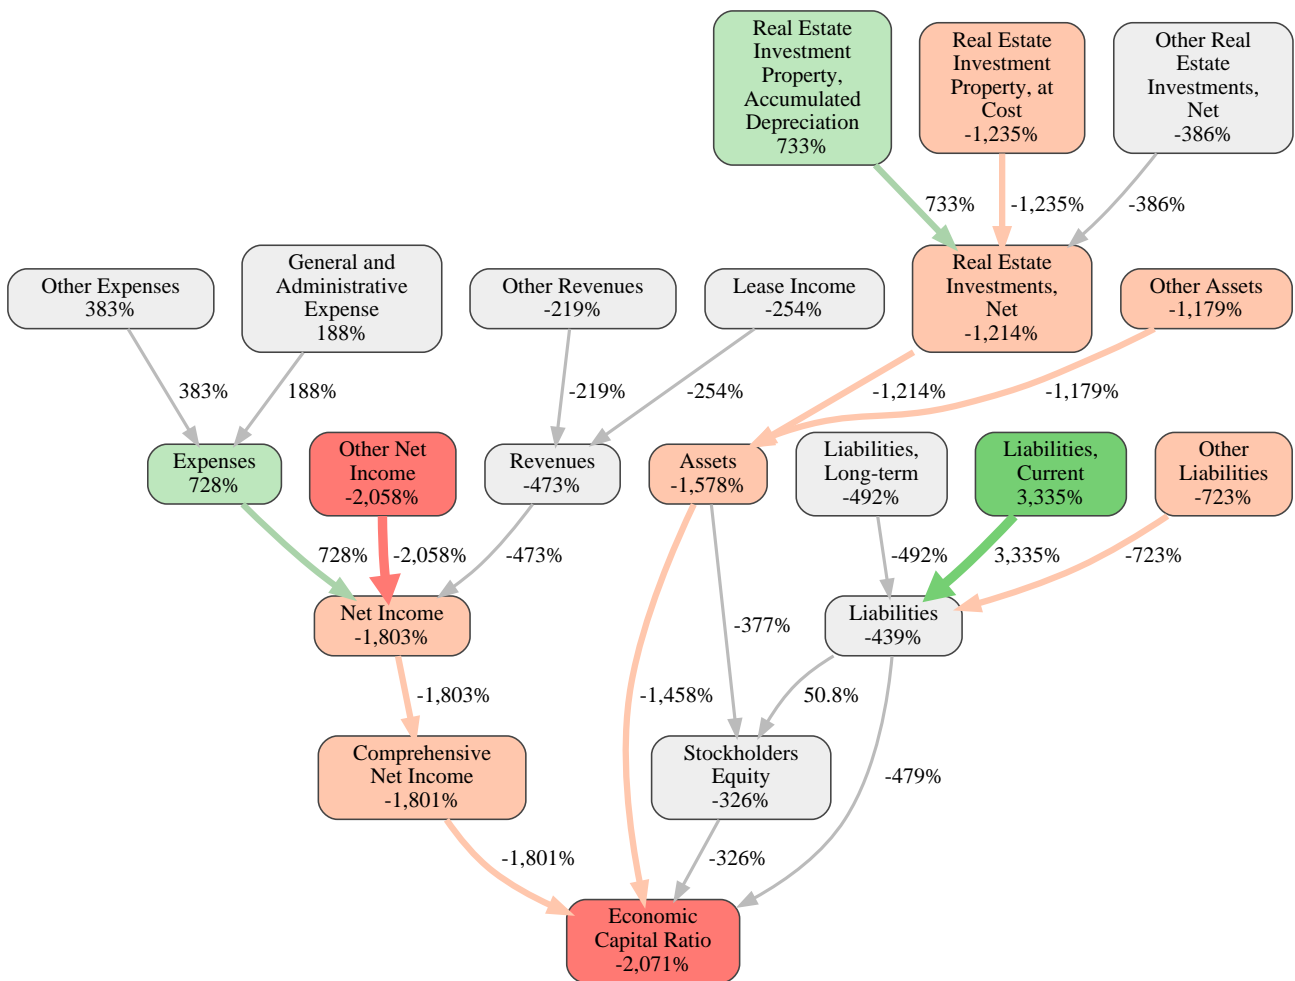 Real Estate
Investment
Property,
Accumulated
Depreciation
733%
Real Estate
Investment
Property, at
Cost
-1,235%
Other Real
Estate
Investments,
Net
-386%
733%
-1,235%
-386%
Other Expenses
383%
General and
Administrative
Expense
188%
Other Revenues
-219%
Lease Income
-254%
Real Estate
Investments,
Net
-1,214%
Other Assets
-1,179%
383%
188%
-219%
-254%
-1,214%
-1,179%
Expenses
728%
Other Net
Income
-2,058%
Revenues
-473%
Assets
-1,578%
Liabilities,
Long-term
-492%
Liabilities,
Current
3,335%
Other
Liabilities
-723%
728%
-2,058%
-473%
-492%
3,335%
-723%
Net Income
-1,803%
-377%
Liabilities
-439%
-1,803%
-1,458%
50.8%
Comprehensive
Net Income
-1,801%
Stockholders
Equity
-326%
-479%
-1,801%
-326%
Economic
Capital Ratio
-2,071%